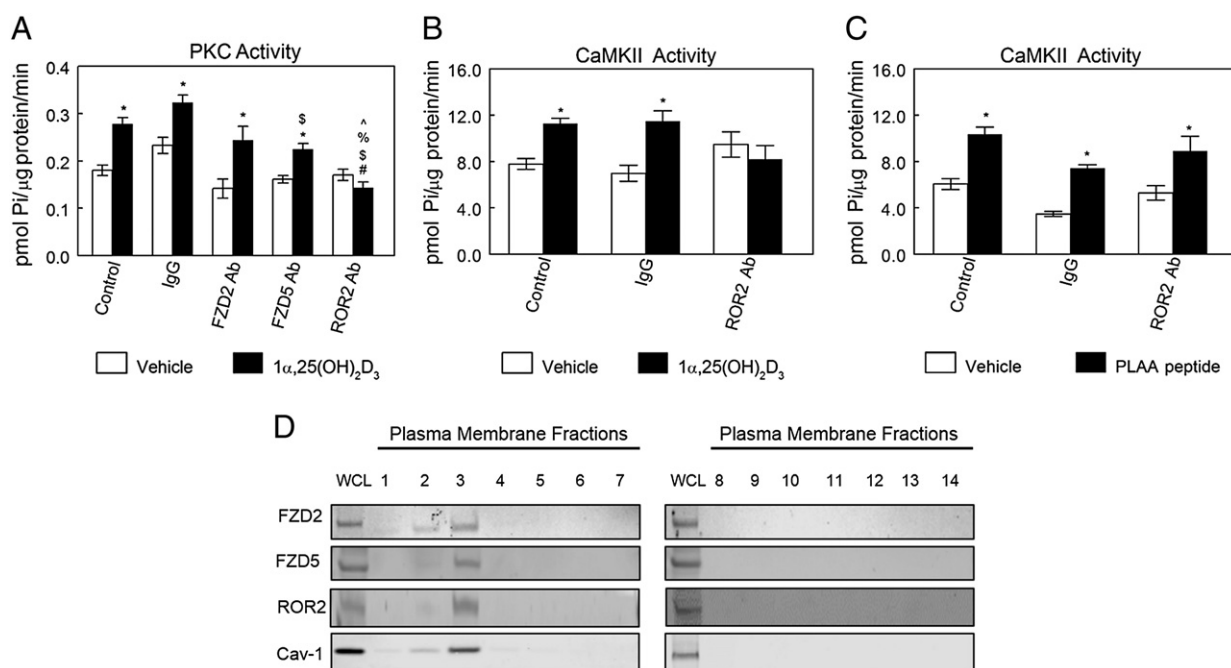 A
PKC Activity
pmol Pi/µg protein/min
0.4
0.3
0.2
0.1
0.0
*
*
*
$
*
^
%
$
#
Control
IgG
FZD2 Ab
FZD5 Ab
ROR2 Ab
Vehicle
1α,25(OH)₂D₃
B
CaMKII Activity
pmol Pi/µg protein/min
16.0
12.0
8.0
4.0
0.0
*
*
Control
IgG
ROR2 Ab
Vehicle
1α,25(OH)₂D₃
C
CaMKII Activity
pmol Pi/µg protein/min
16.0
12.0
8.0
4.0
0.0
*
*
*
Control
IgG
ROR2 Ab
Vehicle
PLAA peptide
D
Plasma Membrane Fractions
Plasma Membrane Fractions
WCL 1 2 3 4 5 6 7
WCL 8 9 10 11 12 13 14
FZD2
FZD5
ROR2
Cav-1